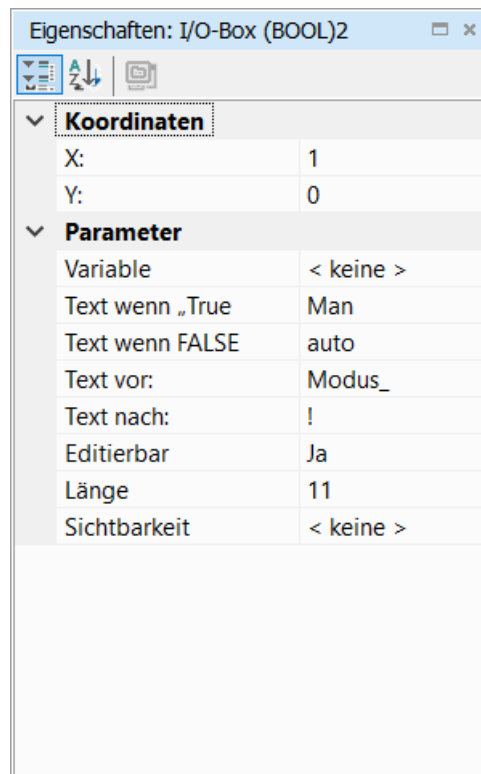 Eigenschaften: I/O-Box (BOOL)2
Koordinaten
X: 1
Y: 0
Parameter
Variable < keine >
Text wenn „True Man
Text wenn FALSE auto
Text vor: Modus_
Text nach: !
Editierbar Ja
Länge 11
Sichtbarkeit < keine >